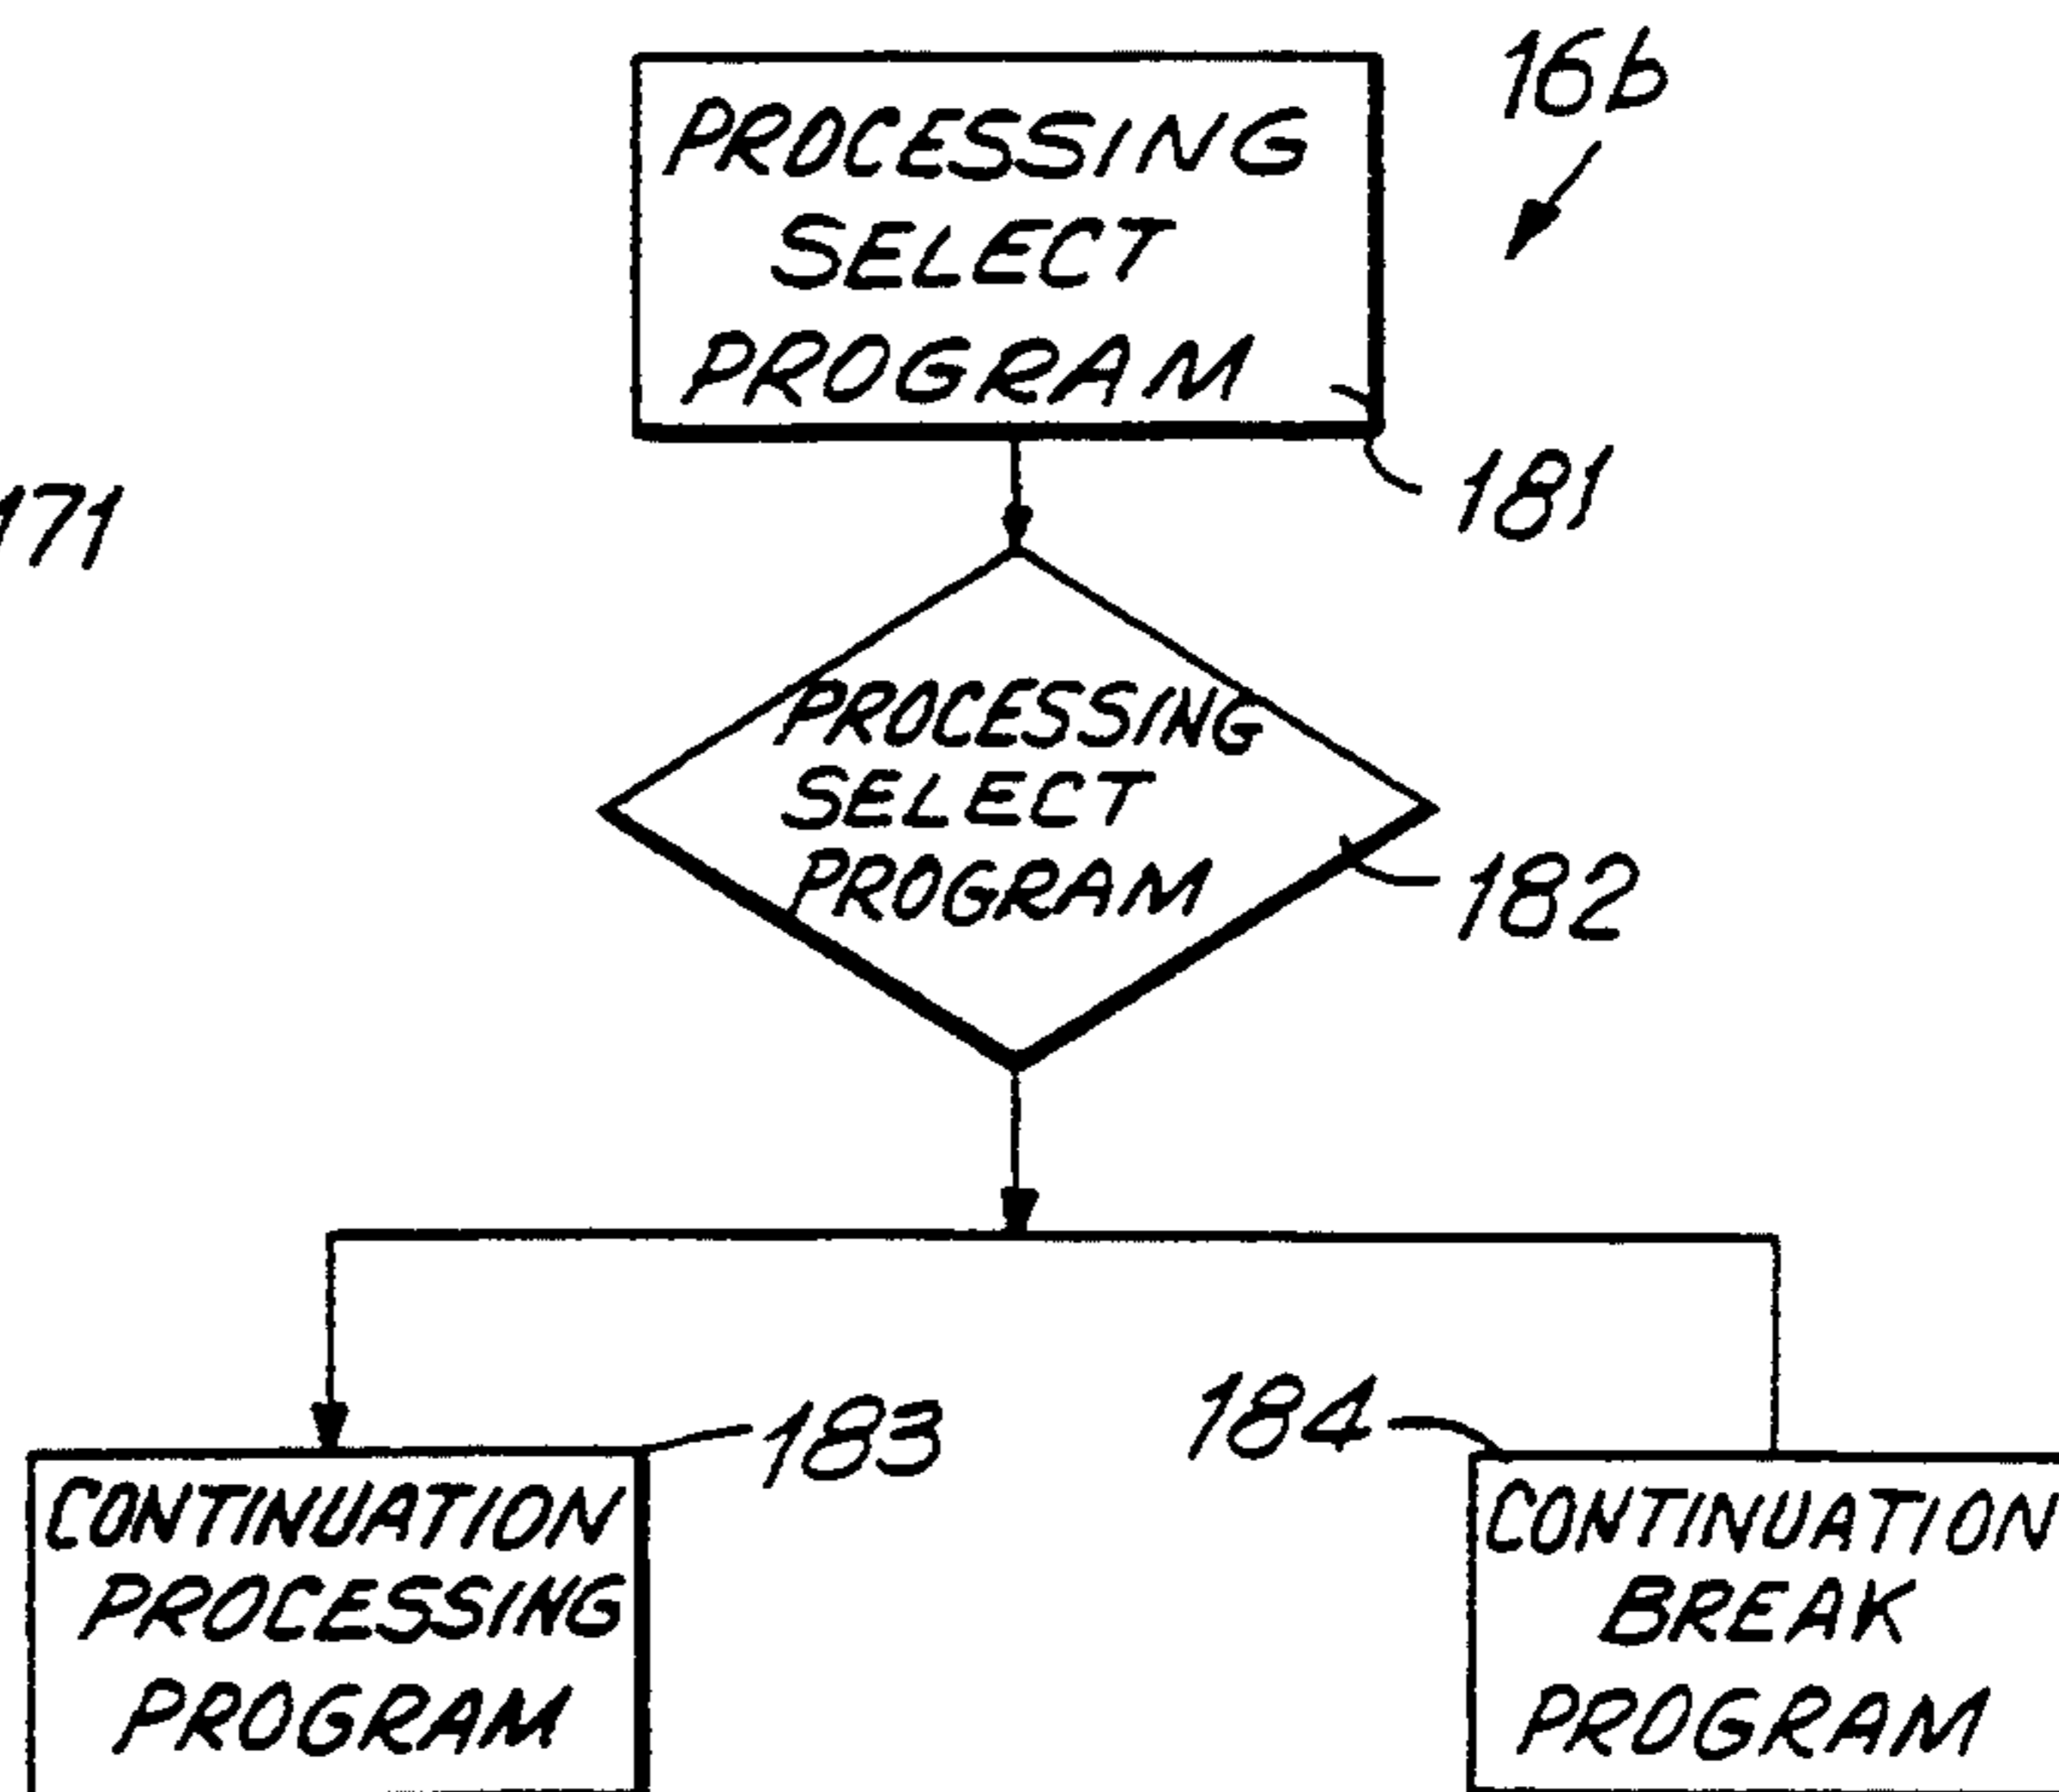 PROCESSING
SELECT
PROGRAM
16b
181
171
PROCESSING
SELECT
PROGRAM
182
183
184
CONTINUATION
PROCESSING
PROGRAM
CONTINUATION
BREAK
PROGRAM